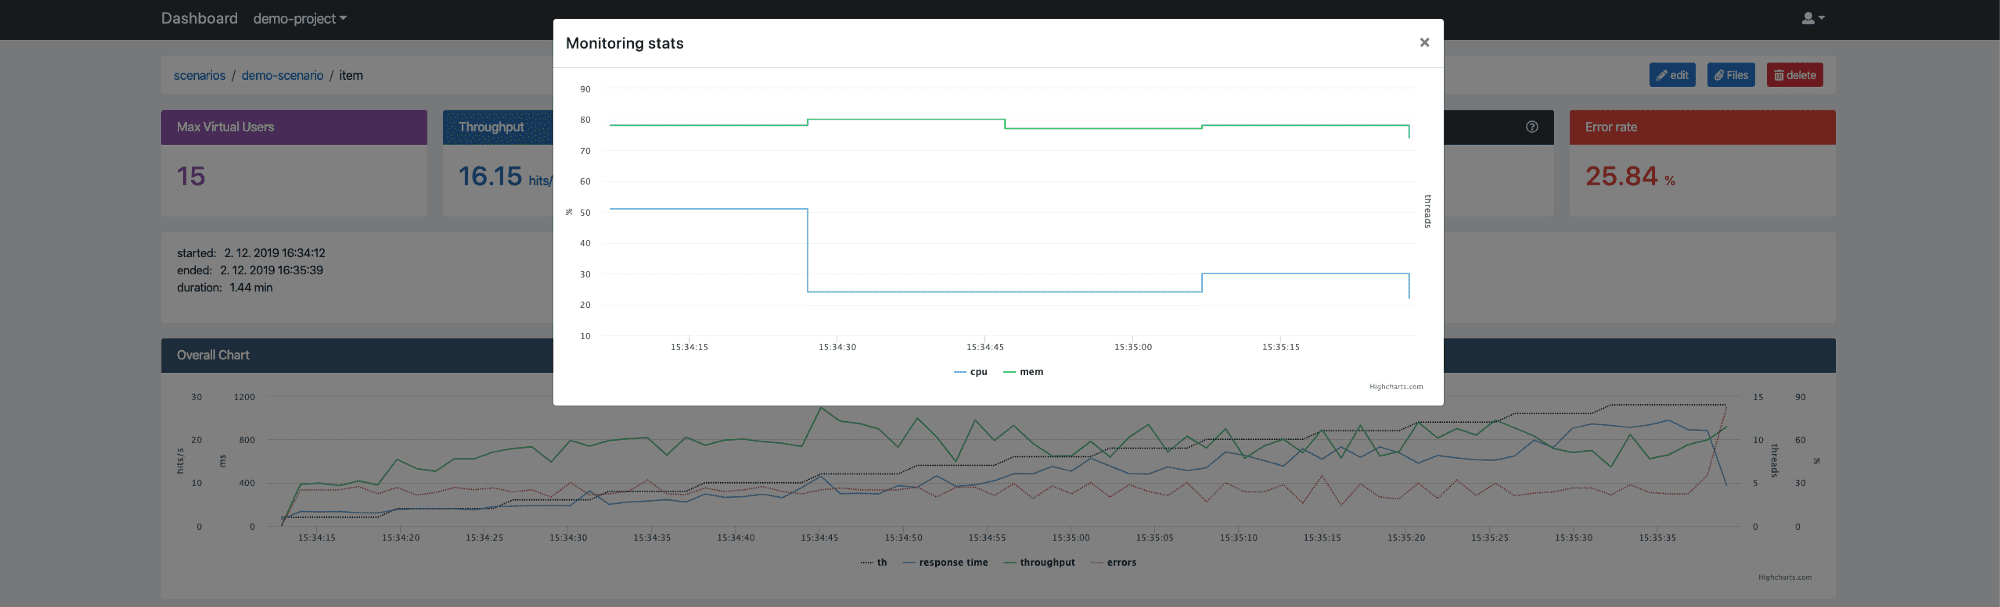 Dashboard demo-project
Monitoring stats ×
scenarios / demo-scenario / item
edit Files delete
Max Virtual Users
15
Throughput
16.15 hits/
Error rate
25.84 %
started: 2. 12. 2019 16:34:12
ended: 2. 12. 2019 16:35:39
duration: 1.44 min
90
80
70
60
50
40
30
20
10
%
threads
15:34:15 15:34:30 15:34:45 15:35:00 15:35:15
cpu mem
Highcharts.com
Overall Chart
30 1200 15 90
20 800 10 60
10 400 5 30
0 0 0 0
hits/s
ms
threads
%
15:34:15 15:34:20 15:34:25 15:34:30 15:34:35 15:34:40 15:34:45 15:34:50 15:34:55 15:35:00 15:35:05 15:35:10 15:35:15 15:35:20 15:35:25 15:35:30 15:35:35
th response time throughput errors
Highcharts.com